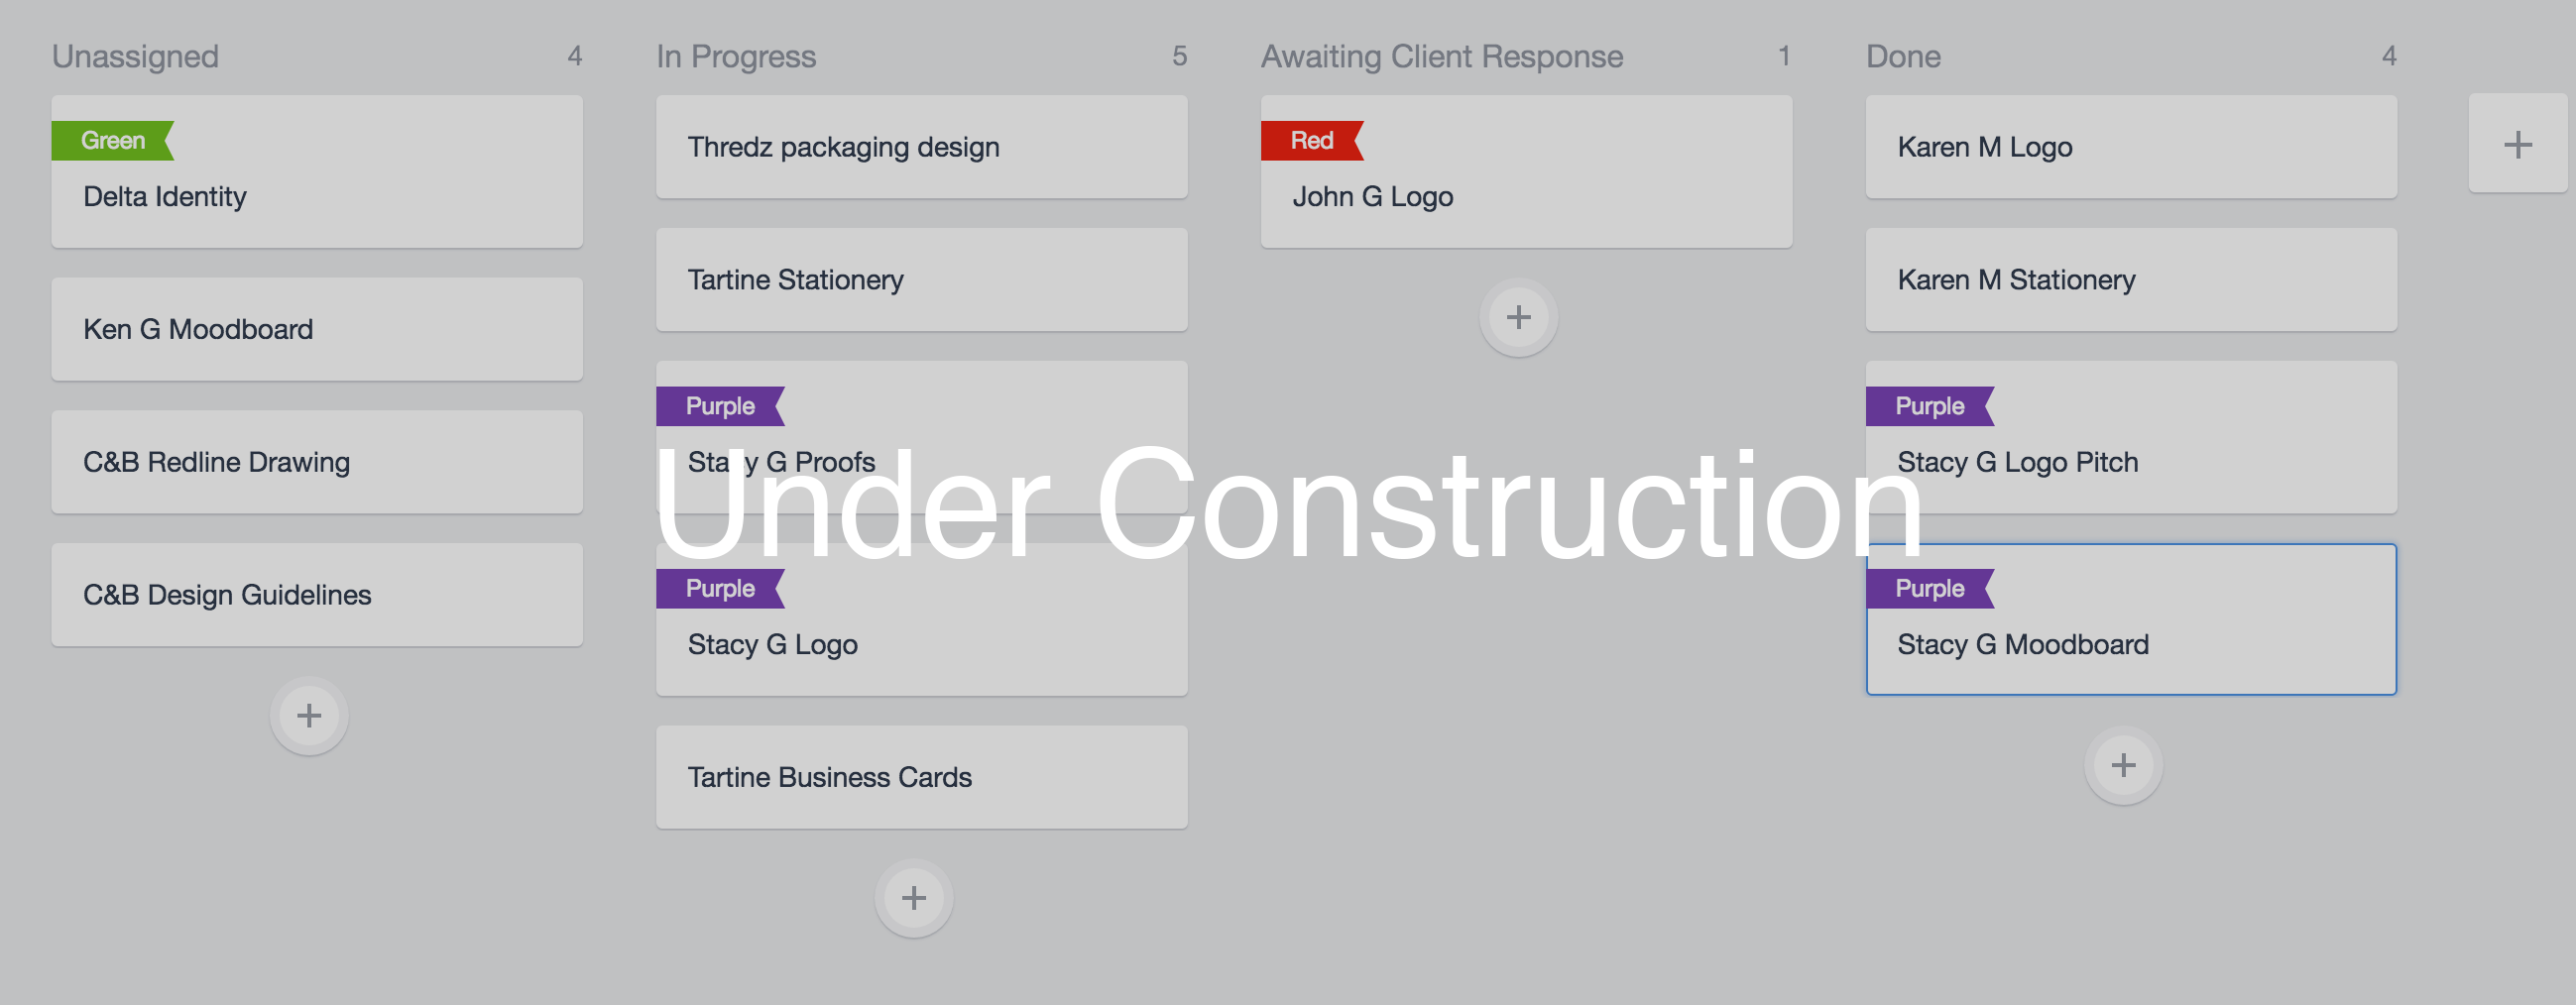 Unassigned 4
Green
Delta Identity
Ken G Moodboard
C&B Redline Drawing
C&B Design Guidelines
In Progress 5
Thredz packaging design
Tartine Stationery
Purple
Stacy G Proofs
Purple
Stacy G Logo
Tartine Business Cards
Awaiting Client Response 1
Red
John G Logo
Done 4
Karen M Logo
Karen M Stationery
Purple
Stacy G Logo Pitch
Purple
Stacy G Moodboard
Under Construction